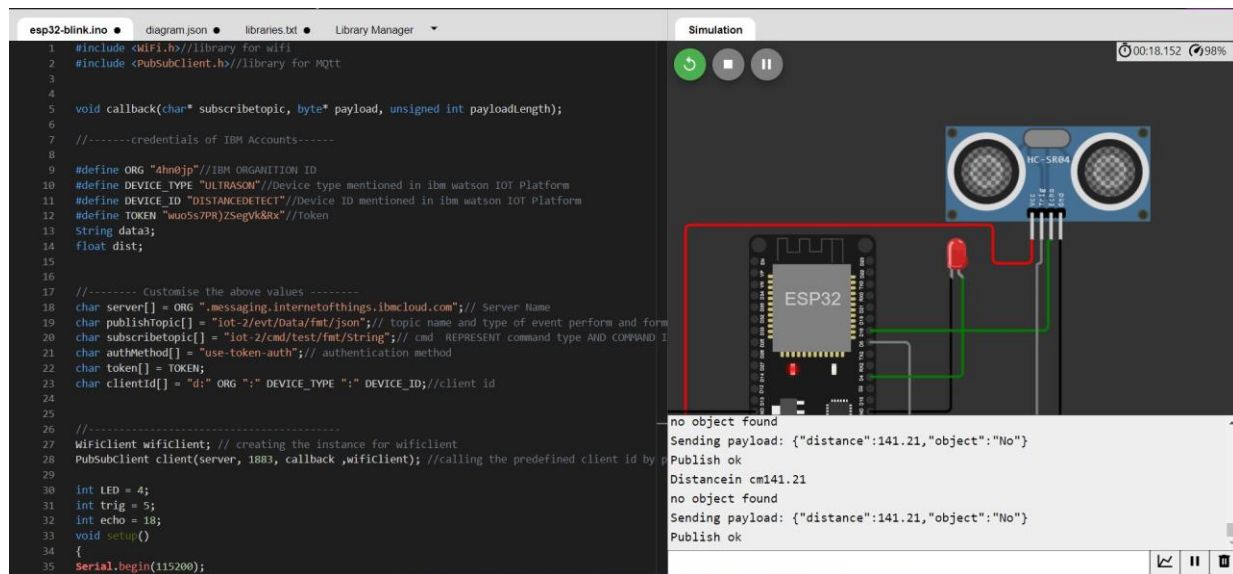 esp32-blink.ino ● diagram.json ● libraries.txt ● Library Manager
1 #include <WiFi.h>//library for wifi
2 #include <PubSubClient.h>//library for MQtt
3
4
5 void callback(char* subscribetopic, byte* payload, unsigned int payloadLength);
6
7 //-------credentials of IBM Accounts------
8
9 #define ORG "4hn0jp"//IBM ORGANITION ID
10 #define DEVICE_TYPE "ULTRASON"//Device type mentioned in ibm watson IOT Platform
11 #define DEVICE_ID "DISTANCEDETECT"//Device ID mentioned in ibm watson IOT Platform
12 #define TOKEN "wuo5s7PR)ZSegVk&Rx"//Token
13 String data3;
14 float dist;
15
16
17 //-------- Customise the above values --------
18 char server[] = ORG ".messaging.internetofthings.ibmcloud.com";// Server Name
19 char publishTopic[] = "iot-2/evt/Data/fmt/json";// topic name and type of event perform and form
20 char subscribetopic[] = "iot-2/cmd/test/fmt/String";// cmd REPRESENT command type AND COMMAND I
21 char authMethod[] = "use-token-auth";// authentication method
22 char token[] = TOKEN;
23 char clientId[] = "d:" ORG ":" DEVICE_TYPE ":" DEVICE_ID;//client id
24
25
26 //----------------------------------------
27 WiFiClient wifiClient; // creating the instance for wificlient
28 PubSubClient client(server, 1883, callback ,wifiClient); //calling the predefined client id by p
29
30 int LED = 4;
31 int trig = 5;
32 int echo = 18;
33 void setup()
34 {
35 Serial.begin(115200);
Simulation
00:18.152 98%
HC-SR04
Vcc
Trig
Echo
Gnd
ESP32
no object found
Sending payload: {"distance":141.21,"object":"No"}
Publish ok
Distancein cm141.21
no object found
Sending payload: {"distance":141.21,"object":"No"}
Publish ok